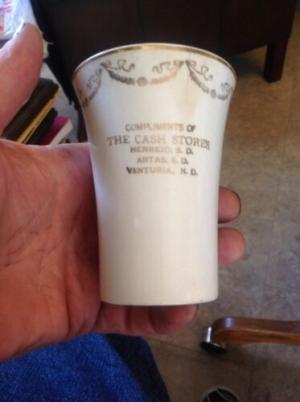 COMPLIMENTS OF
THE CASH STORES
HERREID, S. D.
ARTAS, S. D.
VENTURIA, N. D.